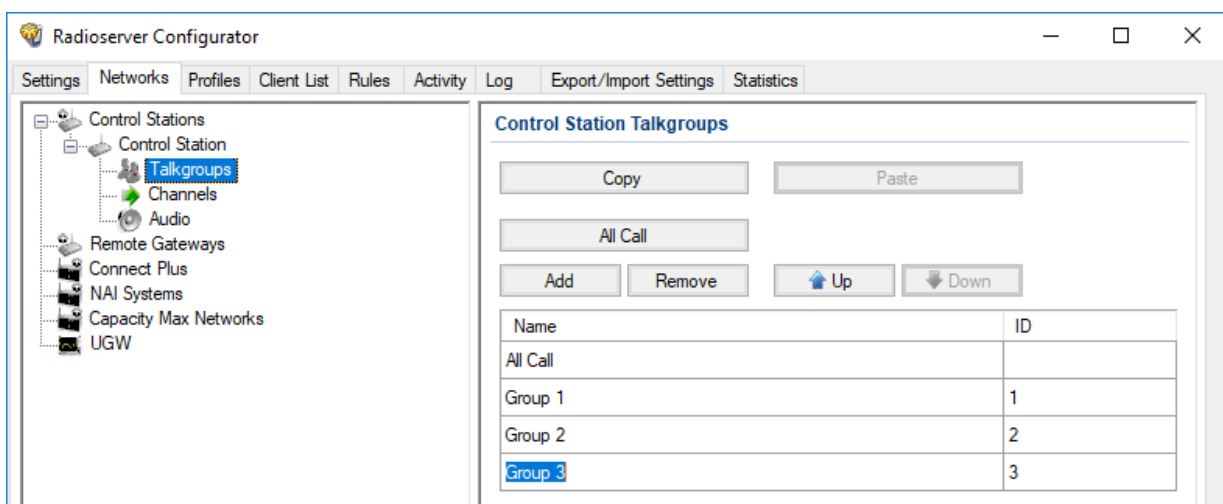 Radioserver Configurator
Settings Networks Profiles Client List Rules Activity Log Export/Import Settings Statistics
Control Stations
Control Station
Talkgroups
Channels
Audio
Remote Gateways
Connect Plus
NAI Systems
Capacity Max Networks
UGW
Control Station Talkgroups
Copy Paste
All Call
Add Remove Up Down
Name ID
All Call
Group 1 1
Group 2 2
Group 3 3